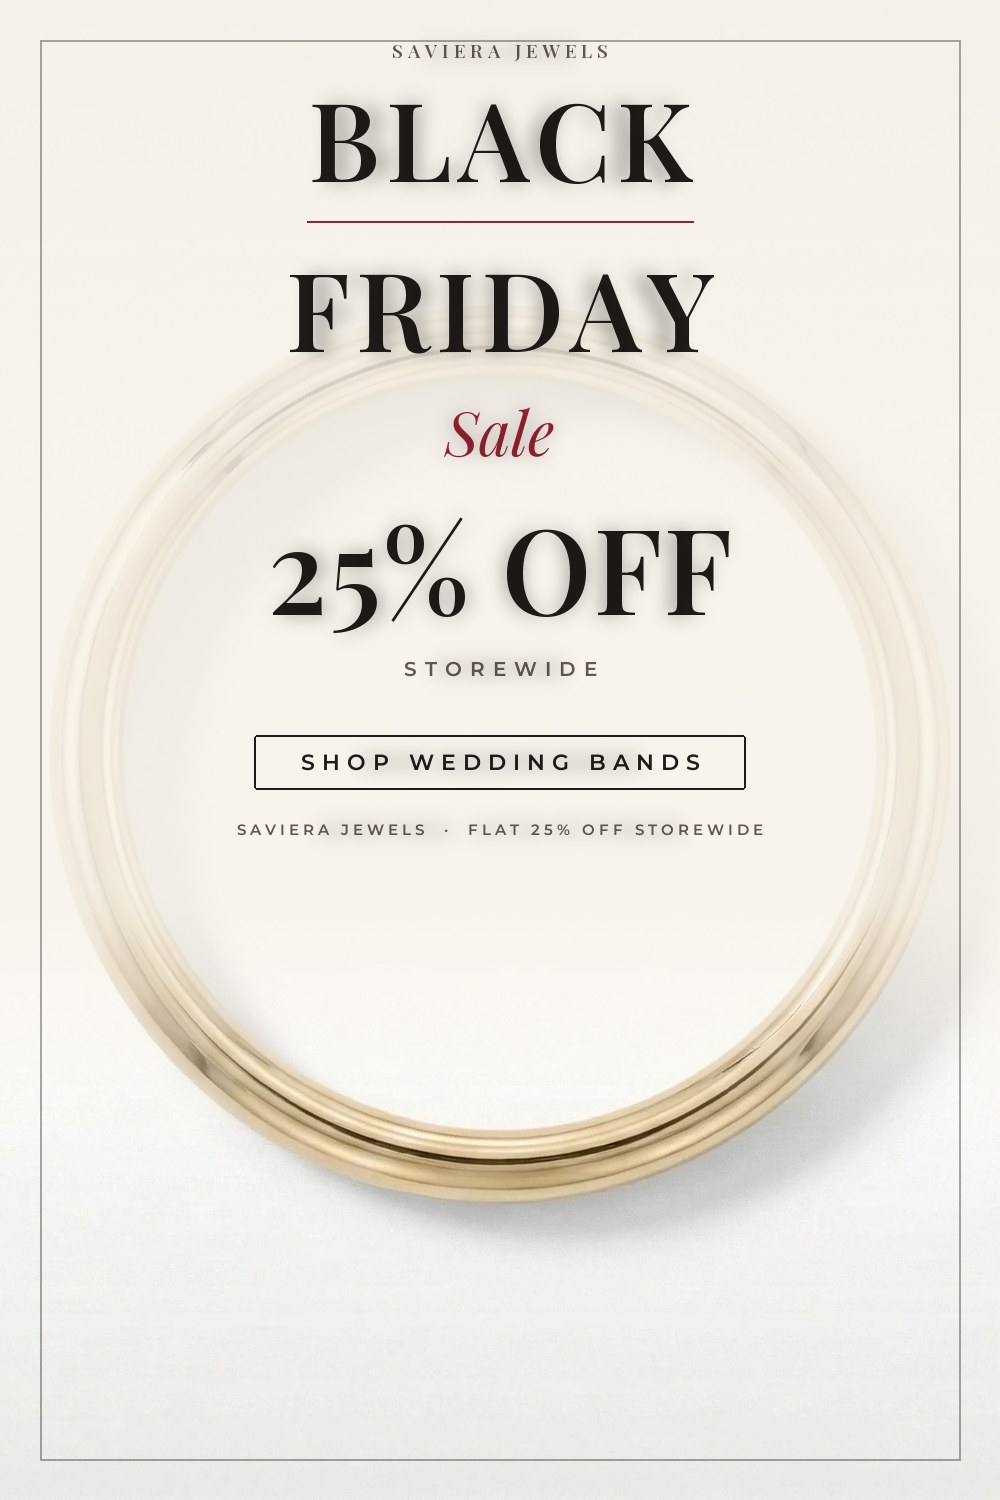 SAVIERA JEWELS
BLACK
FRIDAY
Sale
25% OFF
STOREWIDE
SHOP WEDDING BANDS
SAVIERA JEWELS · FLAT 25% OFF STOREWIDE